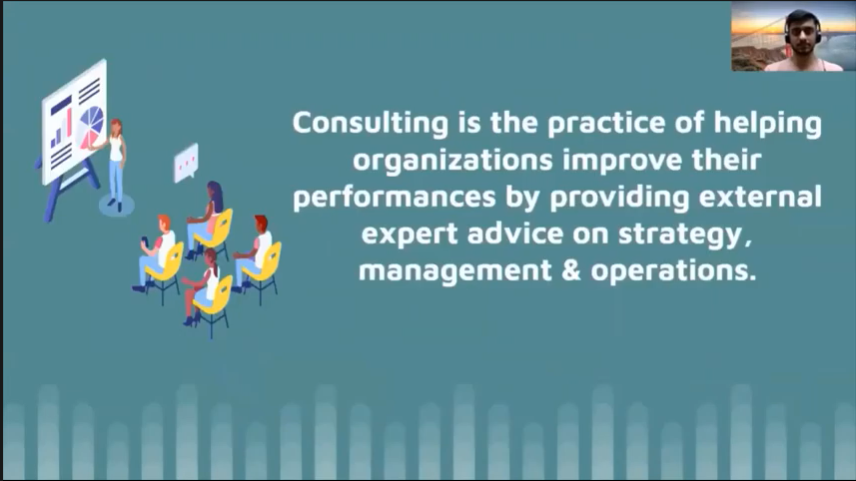 Consulting is the practice of helping
organizations improve their
performances by providing external
expert advice on strategy,
management & operations.